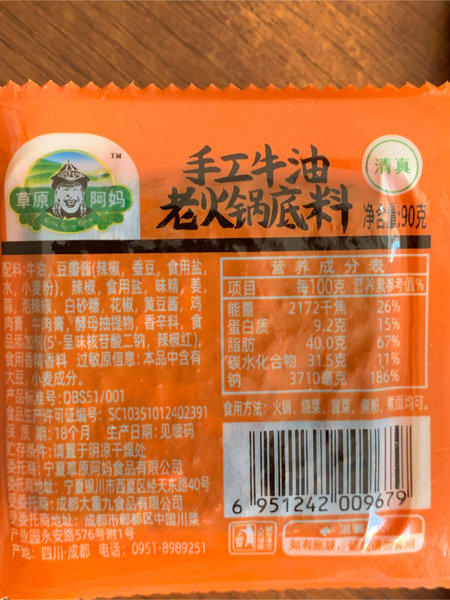 TM
草原 阿妈
手工牛油
老火锅底料
清真
净含量:90克
配料:牛油,豆瓣酱(辣椒,蚕豆,食用盐,
水,小麦粉),辣椒,食用盐,味精,姜,
蒜,泡辣椒,白砂糖,花椒,黄豆酱,鸡
肉膏,牛肉膏,酵母抽提物,香辛料,食
品添加剂(5'-呈味核苷酸二钠,辣椒红),
食用香精香料 过敏原信息:本品中含有
大豆,小麦成分。
产品标准号:DBS51/001
食品生产许可证编号:SC10351012402391
保质期:18个月 生产日期:见喷码
贮存条件:请置于阴凉干燥处
委托商:宁夏草原阿妈食品有限公司
委托商地址:宁夏银川市西夏区经天东路40号
受委托商:成都大重九食品有限公司
受委托商地址:成都市郫都区中国川菜
产业园永安路576号附1号
产地:四川·成都 电话:0951-8989251
营养成分表
项目 每100克 营养素参考值%
能量 2172千焦 26%
蛋白质 9.2克 15%
脂肪 40.0克 67%
碳水化合物 31.5克 11%
钠 3710毫克 186%
食用方法:火锅、烧菜、冒菜、煮粉、煮面均可。
6 951242 009679
如有胀袋,